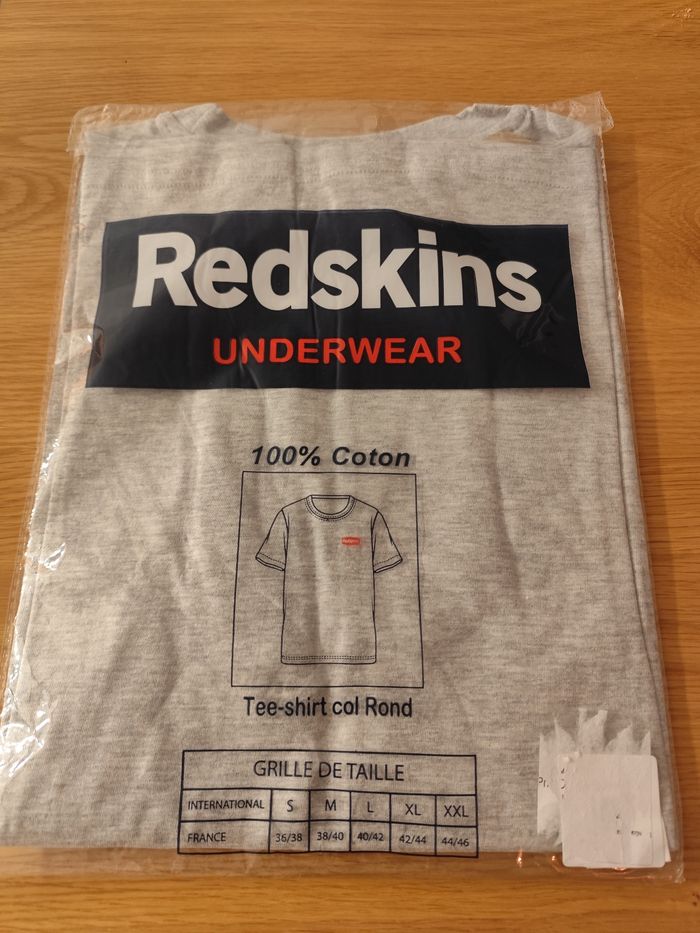 Redskins
UNDERWEAR
100% Coton
Redskins
Tee-shirt col Rond
GRILLE DE TAILLE
INTERNATIONAL S M L XL XXL
FRANCE 36/38 38/40 40/42 42/44 44/46